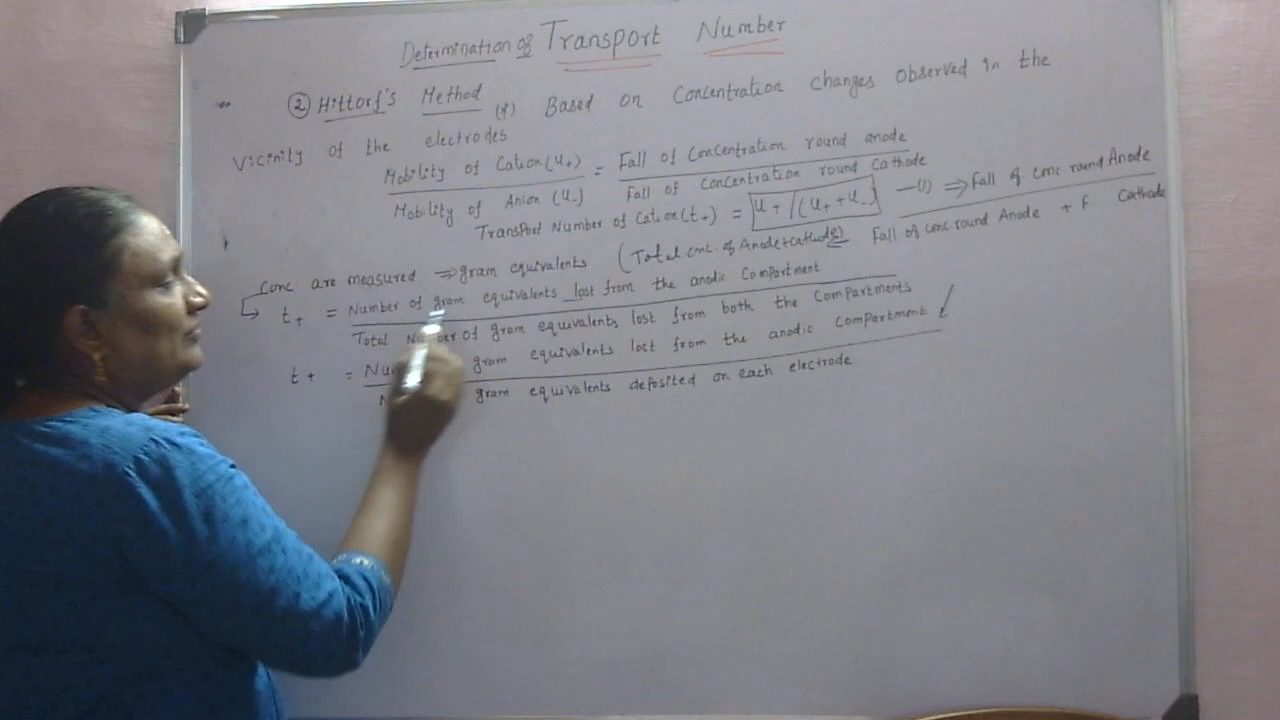 Determination of Transport Number
② Hittorf's Method (*) Based on Concentration changes observed in the
Vicinity of the electrodes
Mobility of Cation (U+) = Fall of Concentration round anode
Mobility of Anion (U-) Fall of Concentration round Cathode
Transport Number of Cation (t+) = U+/(U+ + U-) —(1) ⇒ Fall of conc round Anode
Fall of conc. round Anode + F Cathode
Conc are measured ⇒ gram equivalents (Total conc. of Anode+cathode)
t+ = Number of gram equivalents lost from the anodic Compartment
Total Number of gram equivalents lost from both the Compartments
t+ = gram equivalents lost from the anodic Compartment
gram equivalents deposited on each electrode